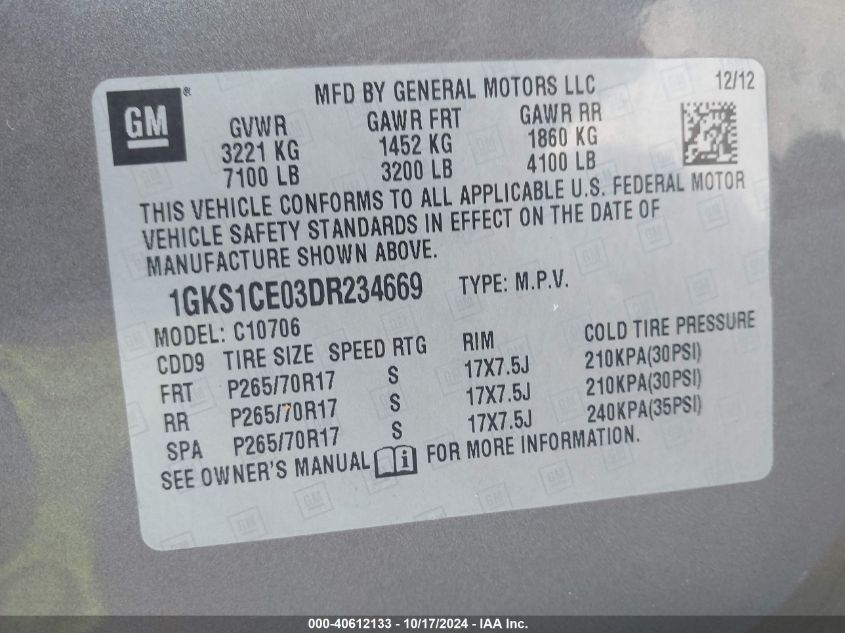 MFD BY GENERAL MOTORS LLC 12/12
GM ®
GVWR GAWR FRT GAWR RR
3221 KG 1452 KG 1860 KG
7100 LB 3200 LB 4100 LB
THIS VEHICLE CONFORMS TO ALL APPLICABLE U.S. FEDERAL MOTOR
VEHICLE SAFETY STANDARDS IN EFFECT ON THE DATE OF
MANUFACTURE SHOWN ABOVE.
1GKS1CE03DR234669 TYPE: M.P.V.
MODEL: C10706
CDD9 TIRE SIZE SPEED RTG RIM COLD TIRE PRESSURE
FRT P265/70R17 S 17X7.5J 210KPA(30PSI)
RR P265/70R17 S 17X7.5J 210KPA(30PSI)
SPA P265/70R17 S 17X7.5J 240KPA(35PSI)
SEE OWNER'S MANUAL i FOR MORE INFORMATION.
000-40612133 - 10/17/2024 - IAA Inc.